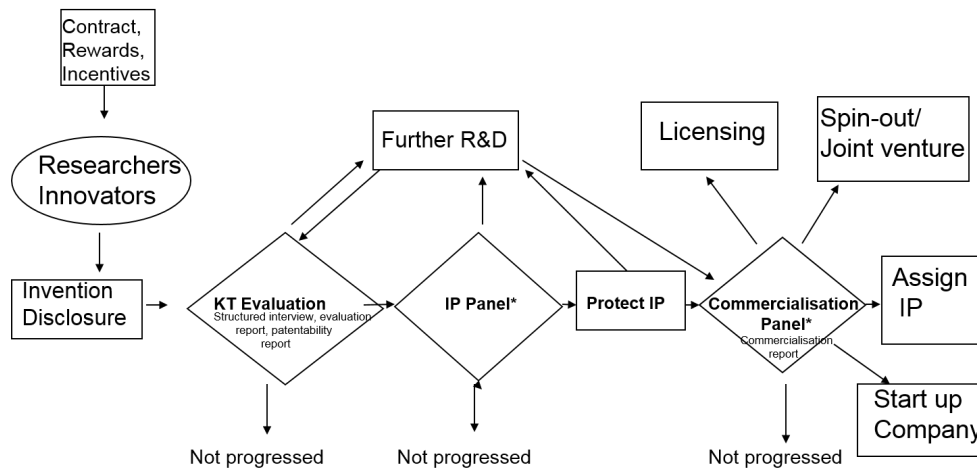 Contract,
Rewards,
Incentives
Researchers
Innovators
Invention
Disclosure
KT Evaluation
Structured interview, evaluation
report, patentability
report
Further R&D
IP Panel*
Protect IP
Commercialisation
Panel*
Commercialisation
report
Licensing
Spin-out/
Joint venture
Assign
IP
Start up
Company
Not progressed
Not progressed
Not progressed